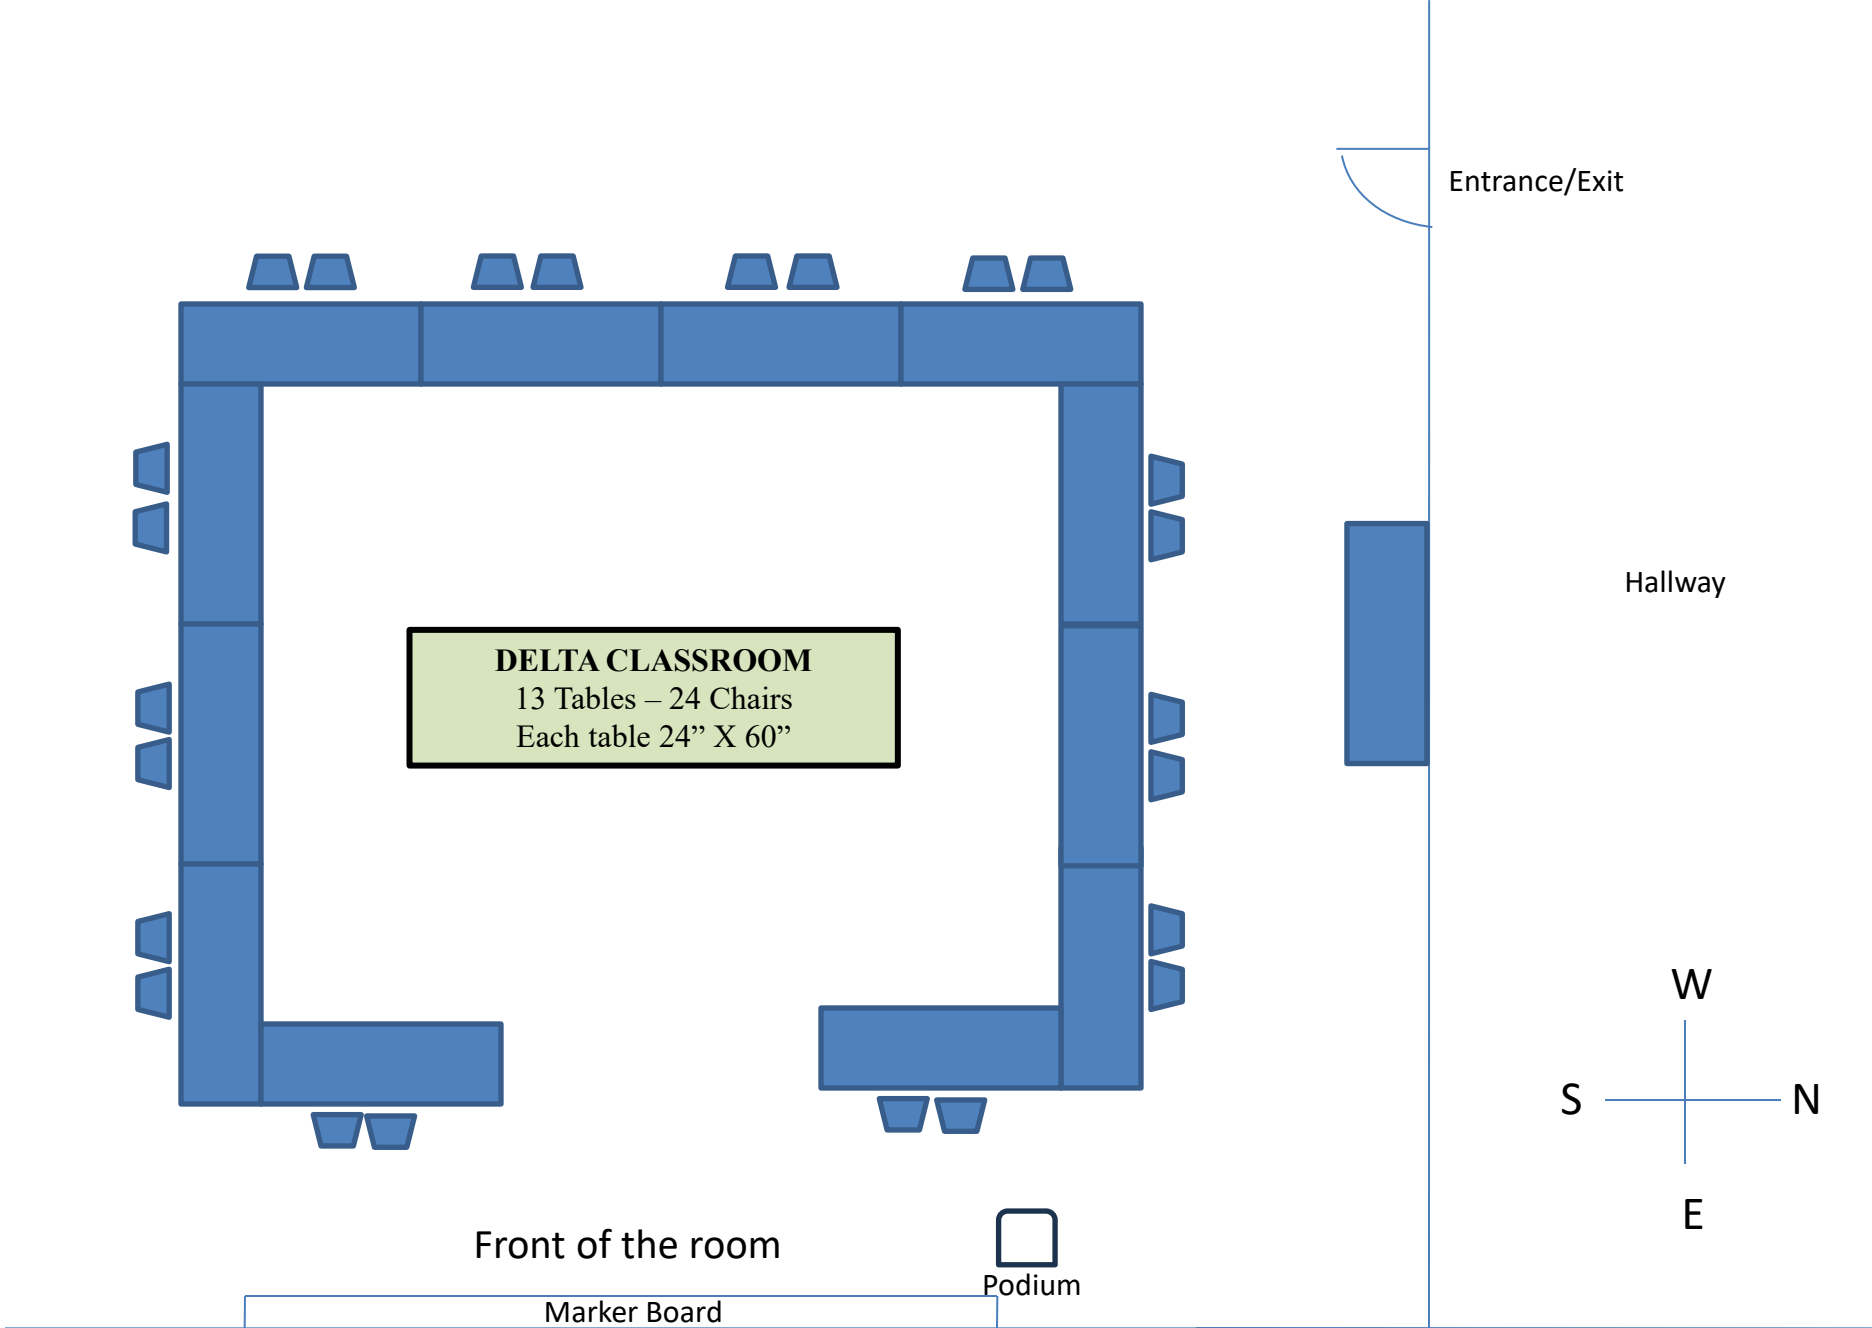 Entrance/Exit
Hallway
DELTA CLASSROOM
13 Tables – 24 Chairs
Each table 24” X 60”
W
S
N
E
Front of the room
Podium
Marker Board